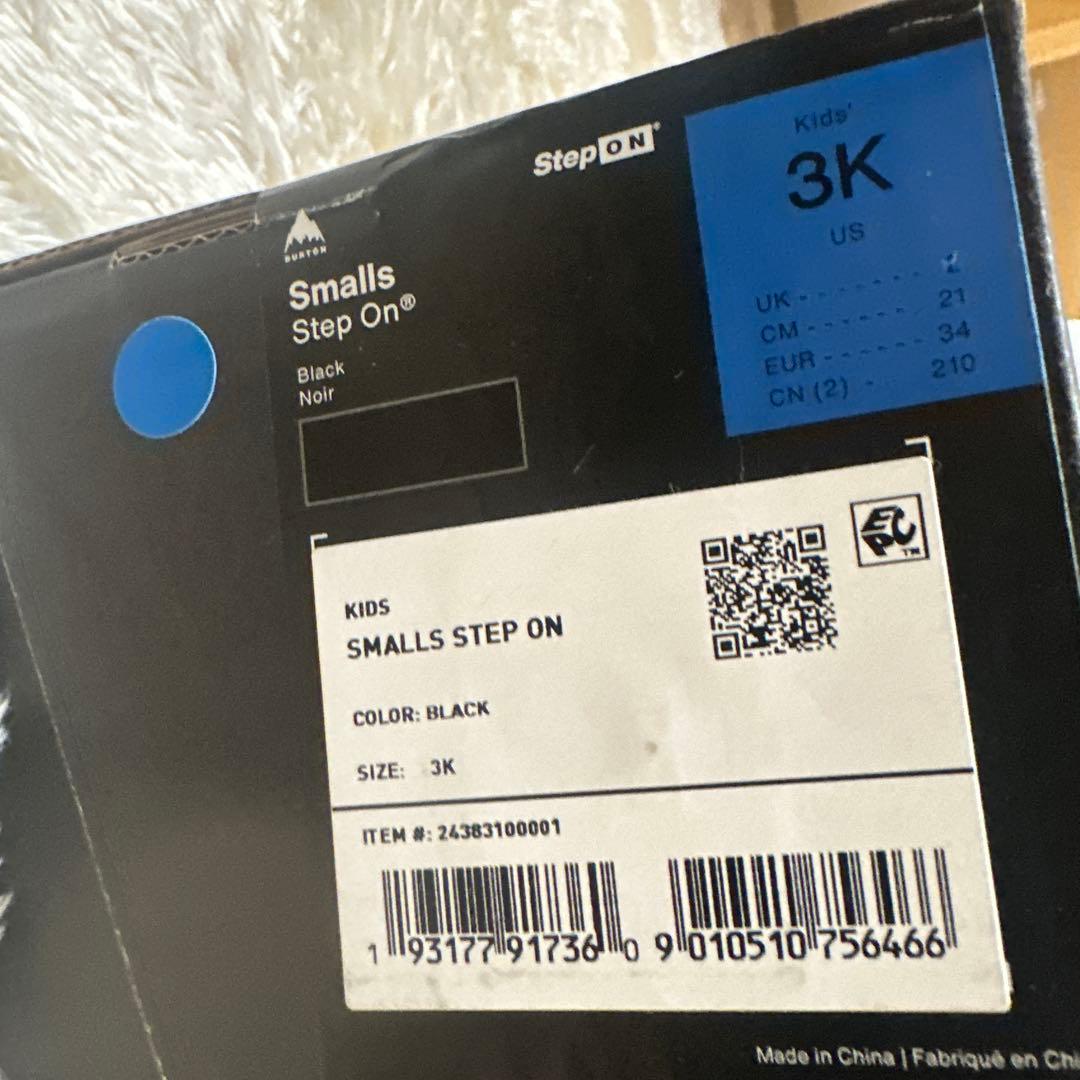 StepON®
BURTON
Smalls
Step On®
Black
Noir
Kids'
3K
US
UK - - - - - - 2
CM - - - - - - 21
EUR - - - - - - 34
CN (2) - 210
EPC™
KIDS
SMALLS STEP ON
COLOR: BLACK
SIZE: 3K
ITEM #: 24383100001
1 93177 91736 0
9 010510 756466
Made in China | Fabriqué en Chi